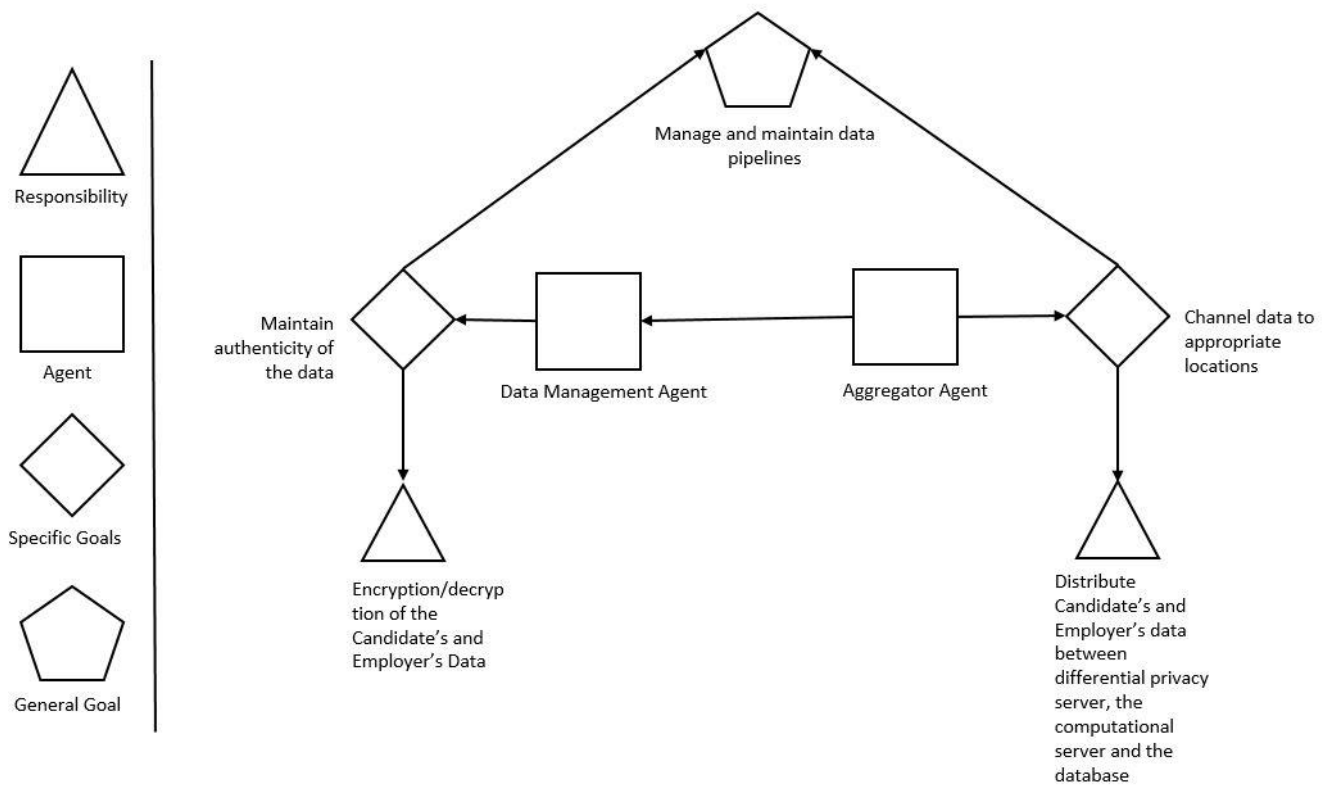 Responsibility
Agent
Specific Goals
General Goal
Manage and maintain data
pipelines
Maintain
authenticity of
the data
Data Management Agent
Aggregator Agent
Channel data to
appropriate
locations
Encryption/decryp
tion of the
Candidate's and
Employer's Data
Distribute
Candidate's and
Employer's data
between
differential privacy
server, the
computational
server and the
database